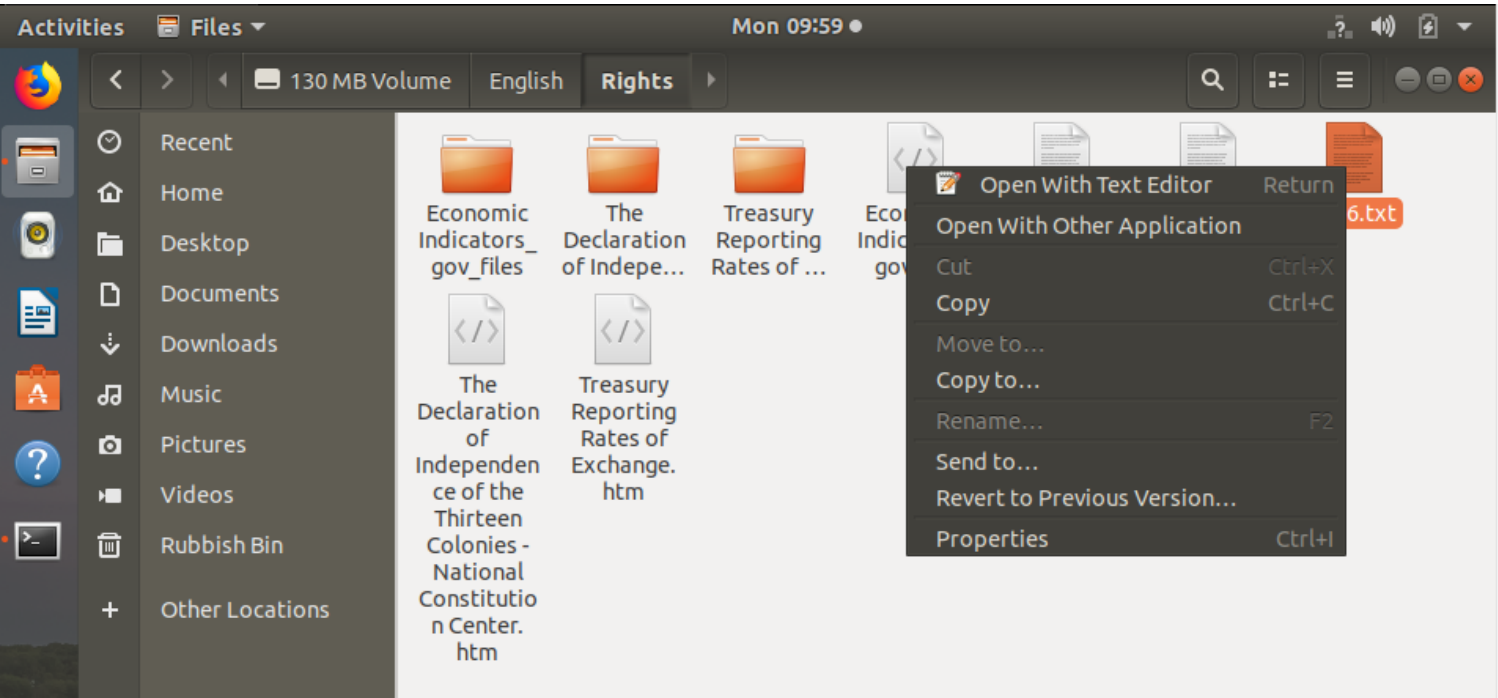 Activities Files Mon 09:59
130 MB Volume English Rights
Recent
Home
Desktop
Documents
Downloads
Music
Pictures
Videos
Rubbish Bin
Other Locations
Economic
Indicators_
gov_files
The
Declaration
of Indepe...
Treasury
Reporting
Rates of ...
6.txt
The
Declaration
of
Independen
ce of the
Thirteen
Colonies -
National
Constitutio
n Center.
htm
Treasury
Reporting
Rates of
Exchange.
htm
Open With Text Editor Return
Open With Other Application
Cut Ctrl+X
Copy Ctrl+C
Move to...
Copy to...
Rename... F2
Send to...
Revert to Previous Version...
Properties Ctrl+I